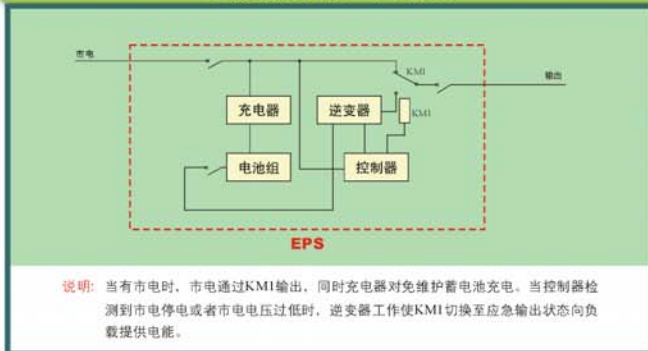 市电
KM1
输出
充电器
逆变器
KM1
电池组
控制器
EPS
说明: 当有市电时，市电通过KM1输出，同时充电器对免维护蓄电池充电。当控制器检
测到市电停电或者市电电压过低时，逆变器工作使KM1切换至应急输出状态向负
载提供电能。